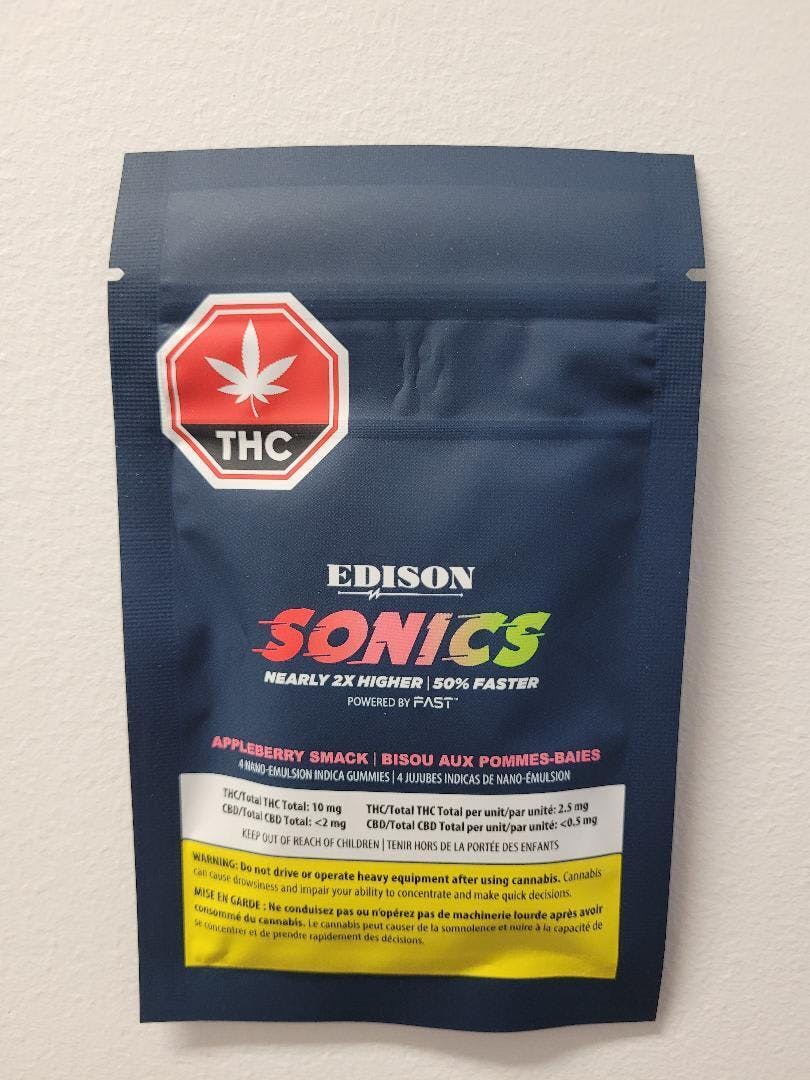 THC
EDISON
SONICS
NEARLY 2X HIGHER | 50% FASTER
POWERED BY FAST™
APPLEBERRY SMACK | BISOU AUX POMMES-BAIES
4 NANO-EMULSION INDICA GUMMIES | 4 JUJUBES INDICAS DE NANO-ÉMULSION
THC/Total THC Total: 10 mg THC/Total THC Total per unit/par unité: 2.5 mg
CBD/Total CBD Total: <2 mg CBD/Total CBD Total per unit/par unité: <0.5 mg
KEEP OUT OF REACH OF CHILDREN | TENIR HORS DE LA PORTÉE DES ENFANTS
WARNING: Do not drive or operate heavy equipment after using cannabis. Cannabis
can cause drowsiness and impair your ability to concentrate and make quick decisions.
MISE EN GARDE : Ne conduisez pas ou n'opérez pas de machinerie lourde après avoir
consommé du cannabis. Le cannabis peut causer de la somnolence et nuire à la capacité de
se concentrer et de prendre rapidement des décisions.